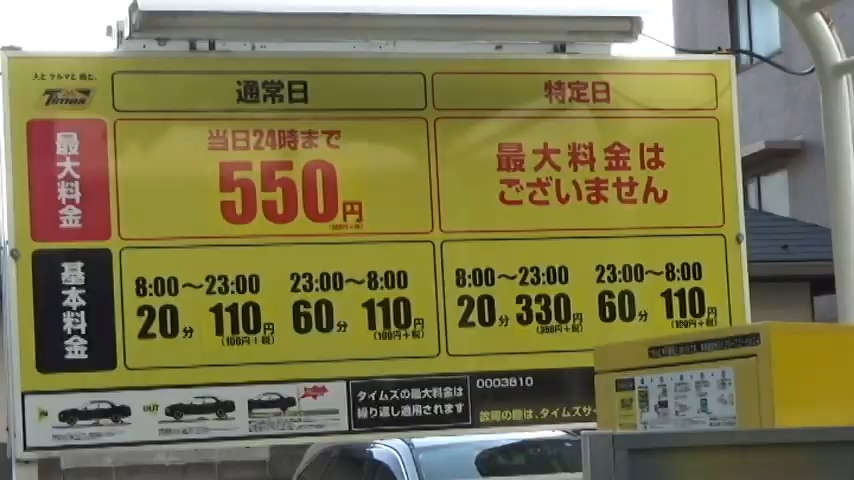 人とクルマと街と。
Times
通常日
特定日
最大料金
当日24時まで
550円
最大料金は
ございません
基本料金
8:00～23:00 23:00～8:00
20分 110円 60分 110円
(100円+税) (100円+税)
8:00～23:00 23:00～8:00
20分 330円 60分 110円
(300円+税) (100円+税)
IN
OUT
タイムズの最大料金は
繰り返し適用されます
0003810
故障の際は、タイムズサ